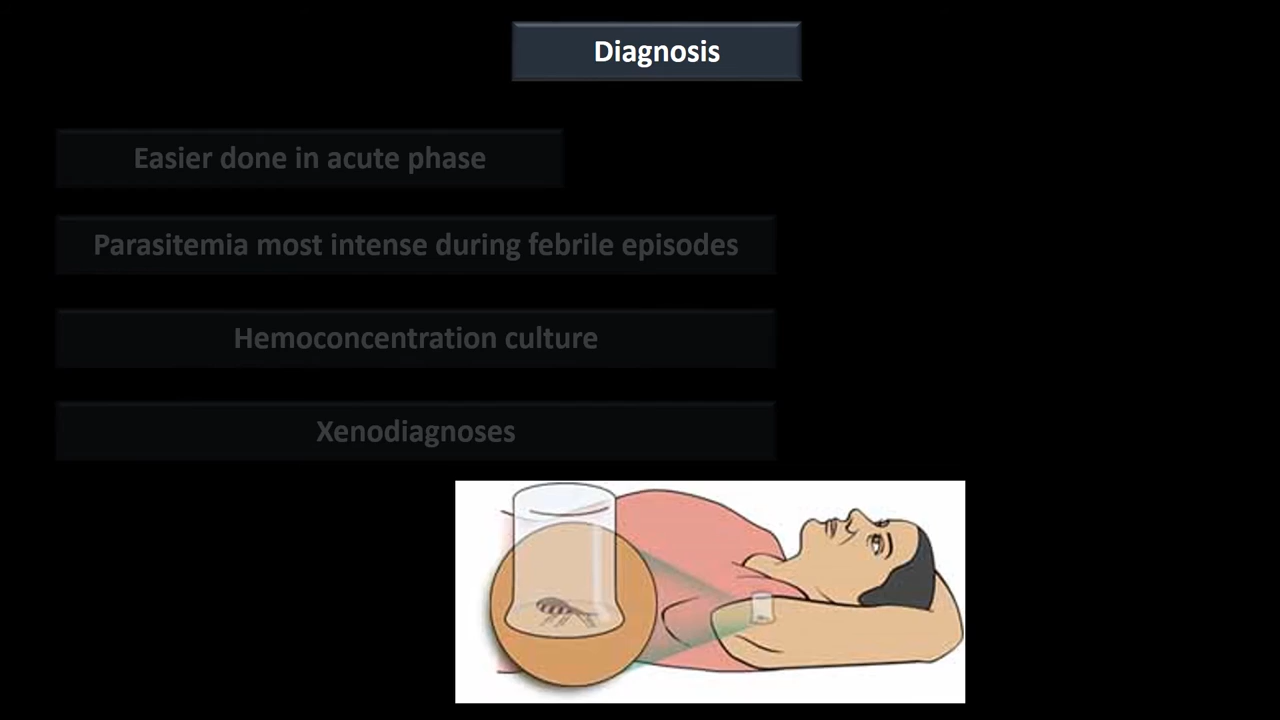 Diagnosis
Easier done in acute phase
Parasitemia most intense during febrile episodes
Hemoconcentration culture
Xenodiagnoses